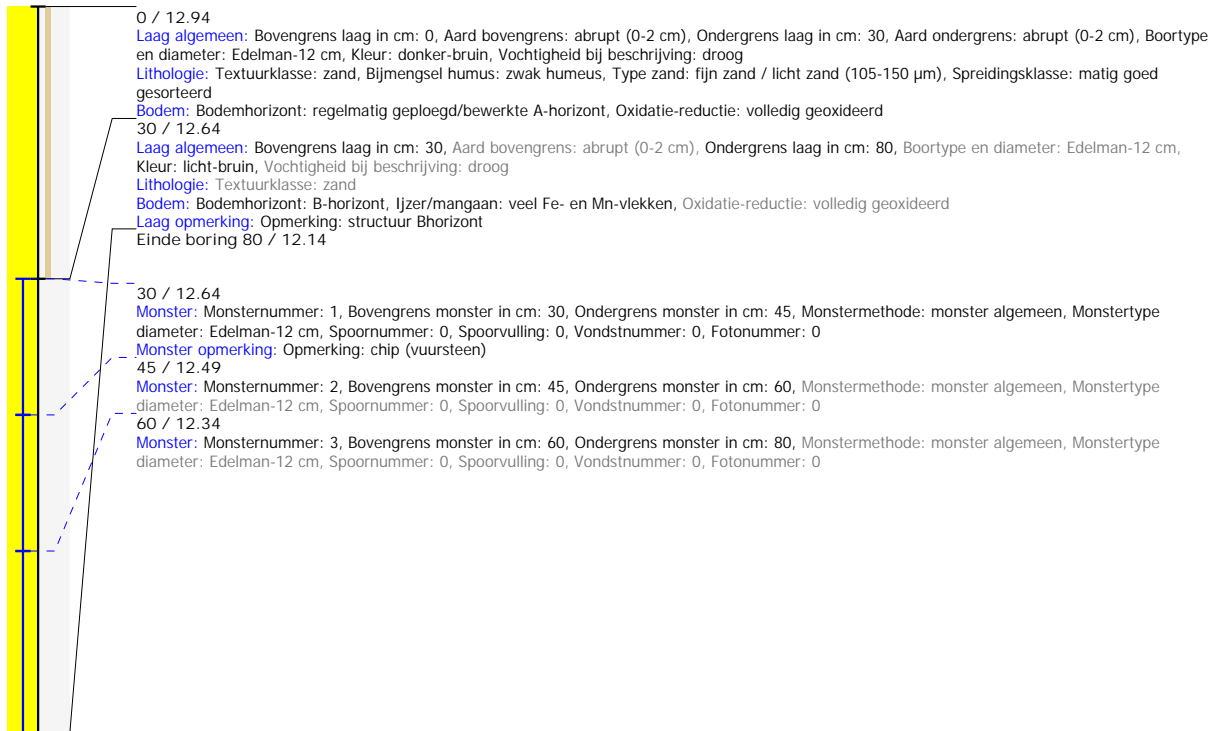 0 / 12.94
Laag algemeen: Bovengrens laag in cm: 0, Aard bovengrens: abrupt (0-2 cm), Ondergrens laag in cm: 30, Aard ondergrens: abrupt (0-2 cm), Boortype
en diameter: Edelman-12 cm, Kleur: donker-bruin, Vochtigheid bij beschrijving: droog
Lithologie: Textuurklasse: zand, Bijmengsel humus: zwak humeus, Type zand: fijn zand / licht zand (105-150 µm), Spreidingsklasse: matig goed
gesorteerd
Bodem: Bodemhorizont: regelmatig geploegd/bewerkte A-horizont, Oxidatie-reductie: volledig geoxideerd
30 / 12.64
Laag algemeen: Bovengrens laag in cm: 30, Aard bovengrens: abrupt (0-2 cm), Ondergrens laag in cm: 80, Boortype en diameter: Edelman-12 cm,
Kleur: licht-bruin, Vochtigheid bij beschrijving: droog
Lithologie: Textuurklasse: zand
Bodem: Bodemhorizont: B-horizont, Ijzer/mangaan: veel Fe- en Mn-vlekken, Oxidatie-reductie: volledig geoxideerd
Laag opmerking: Opmerking: structuur Bhorizont
Einde boring 80 / 12.14
30 / 12.64
Monster: Monsternummer: 1, Bovengrens monster in cm: 30, Ondergrens monster in cm: 45, Monstermethode: monster algemeen, Monstertype
diameter: Edelman-12 cm, Spoornummer: 0, Spoorvulling: 0, Vondstnummer: 0, Fotonummer: 0
Monster opmerking: Opmerking: chip (vuursteen)
45 / 12.49
Monster: Monsternummer: 2, Bovengrens monster in cm: 45, Ondergrens monster in cm: 60, Monstermethode: monster algemeen, Monstertype
diameter: Edelman-12 cm, Spoornummer: 0, Spoorvulling: 0, Vondstnummer: 0, Fotonummer: 0
60 / 12.34
Monster: Monsternummer: 3, Bovengrens monster in cm: 60, Ondergrens monster in cm: 80, Monstermethode: monster algemeen, Monstertype
diameter: Edelman-12 cm, Spoornummer: 0, Spoorvulling: 0, Vondstnummer: 0, Fotonummer: 0